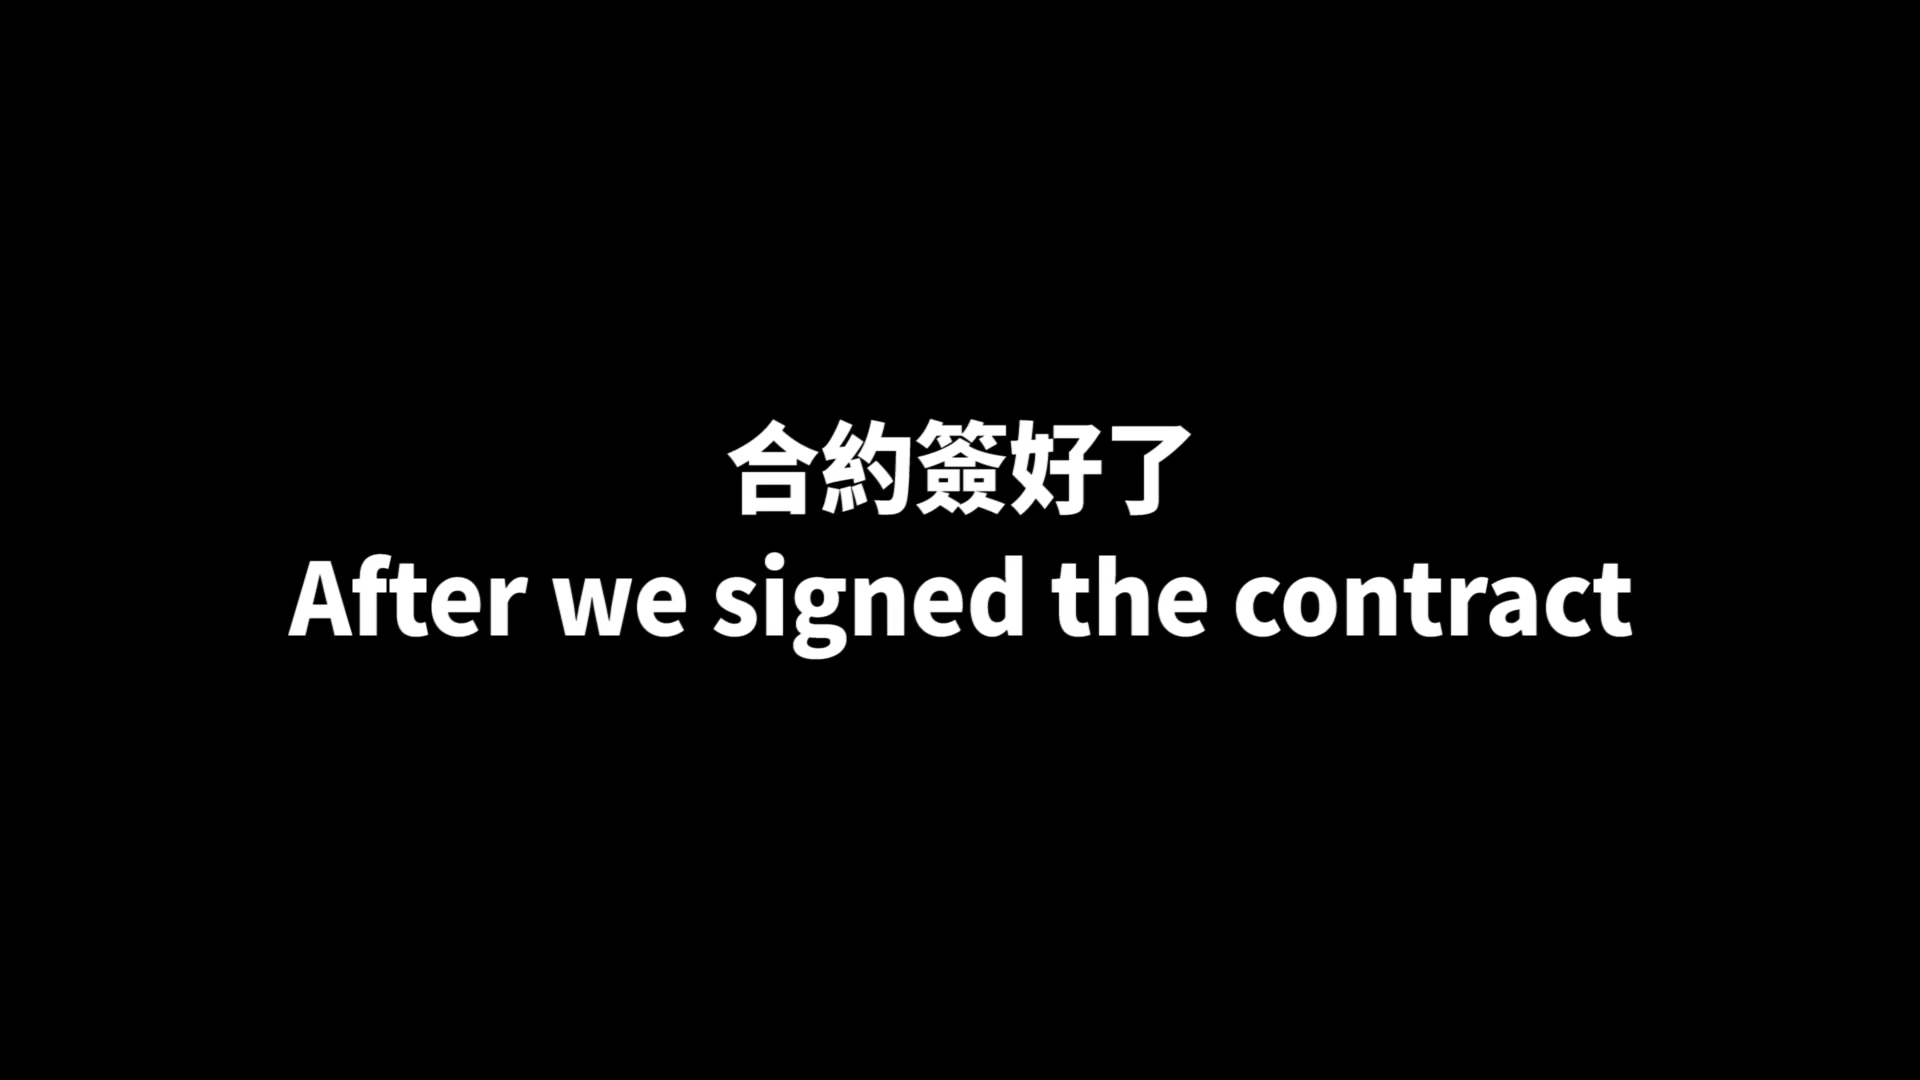 合約簽好了
After we signed the contract